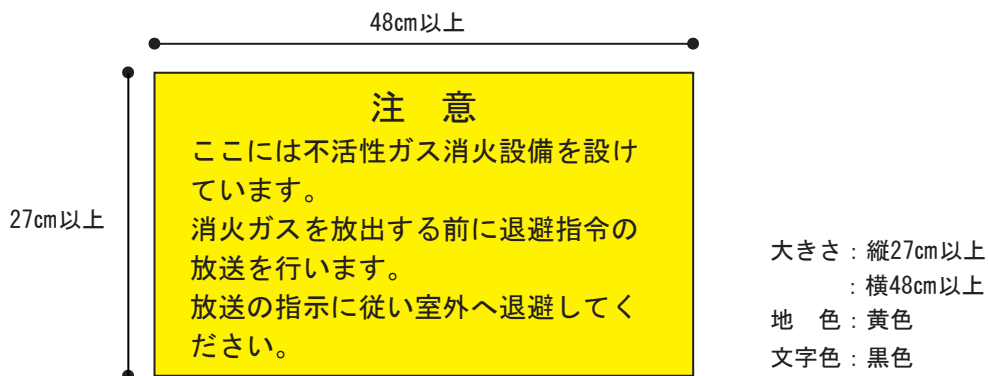 48㎝以上
27㎝以上
注　意
ここには不活性ガス消火設備を設け
ています。
消火ガスを放出する前に退避指令の
放送を行います。
放送の指示に従い室外へ退避してく
ださい。
大きさ：縦27㎝以上
：横48㎝以上
地　色：黄色
文字色：黒色